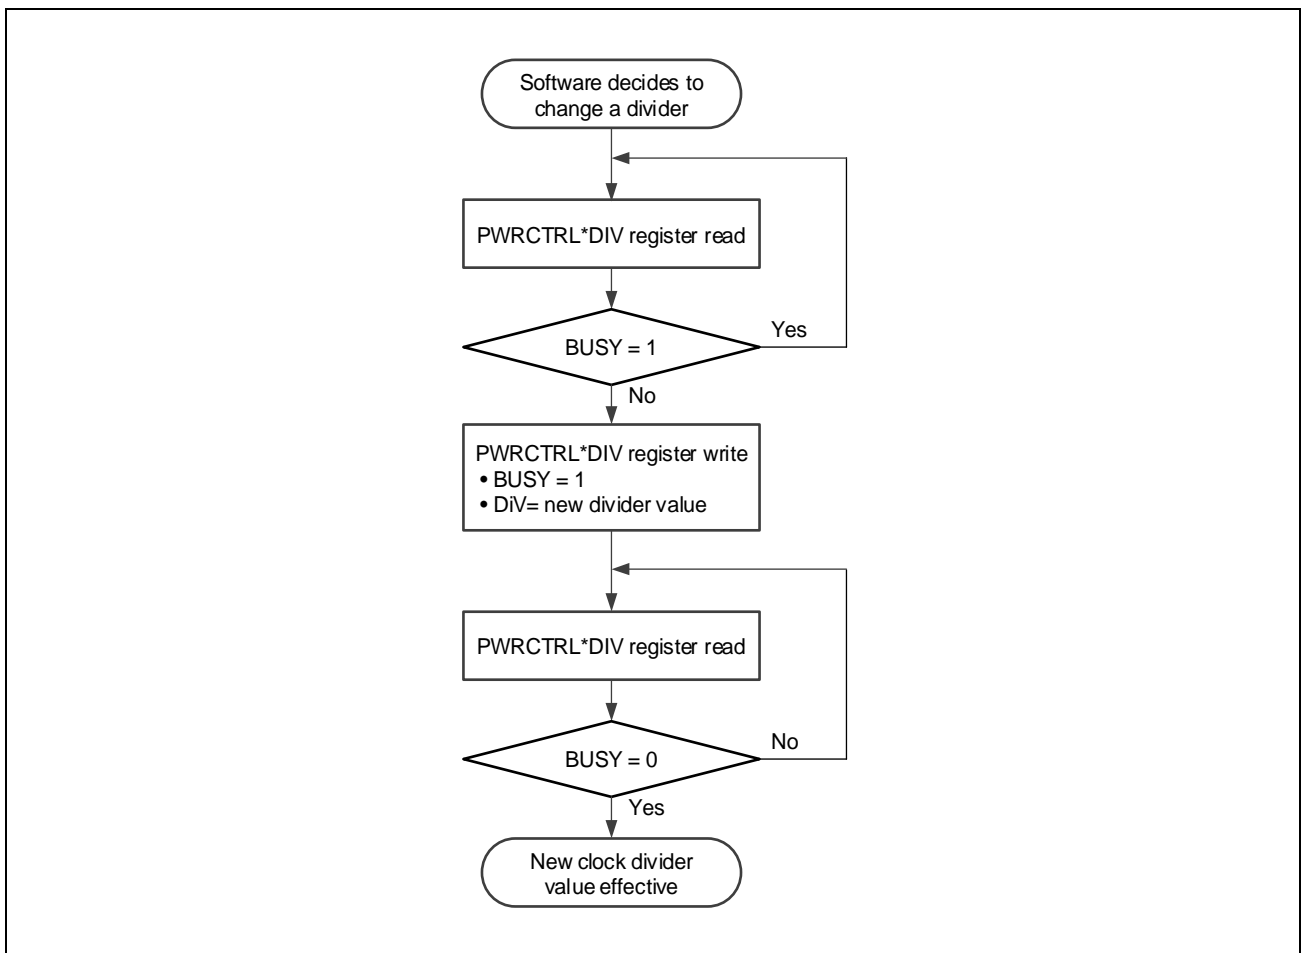 Software decides to
change a divider
PWRCTRL*DIV register read
BUSY = 1
Yes
No
PWRCTRL*DIV register write
• BUSY = 1
• DiV= new divider value
PWRCTRL*DIV register read
BUSY = 0
No
Yes
New clock divider
value effective